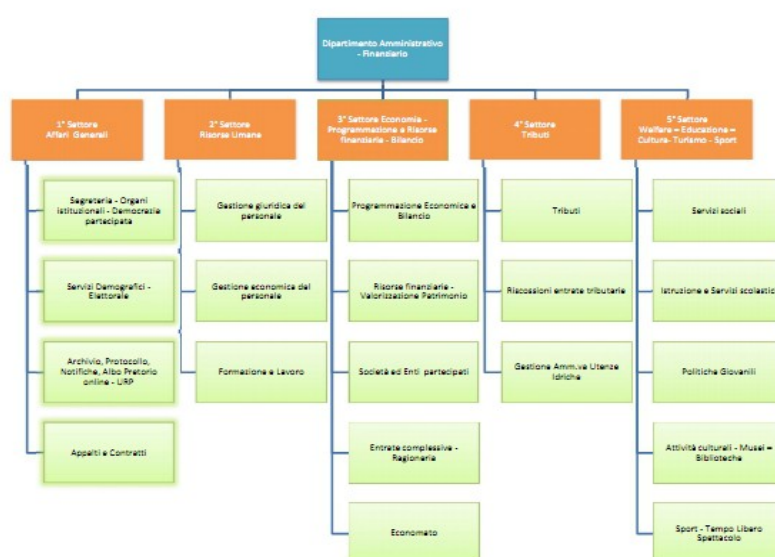 Dipartimento Amministrativo
- Finanziario
1° Settore
Affari Generali
2° Settore
Risorse Umane
3° Settore Economia -
Programmazione e Risorse
finanziarie - Bilancio
4° Settore
Tributi
5° Settore
Welfare – Educazione –
Cultura- Turismo - Sport
Segreteria - Organi
istituzionali - Democrazia
partecipata
Servizi Demografici -
Elettorale
Archivio, Protocollo,
Notifiche, Albo Pretorio
online - URP
Appalti e Contratti
Gestione giuridica del
personale
Gestione economica del
personale
Formazione e Lavoro
Programmazione Economica e
Bilancio
Risorse finanziarie -
Valorizzazione Patrimonio
Società ed Enti partecipati
Entrate complessive -
Ragioneria
Economato
Tributi
Riscossioni entrate tributarie
Gestione Amm.va Utenze
Idriche
Servizi sociali
Istruzione e Servizi scolastic
Politiche Giovanili
Attività culturali - Musei –
Biblioteche
Sport - Tempo Libero
Spettacolo